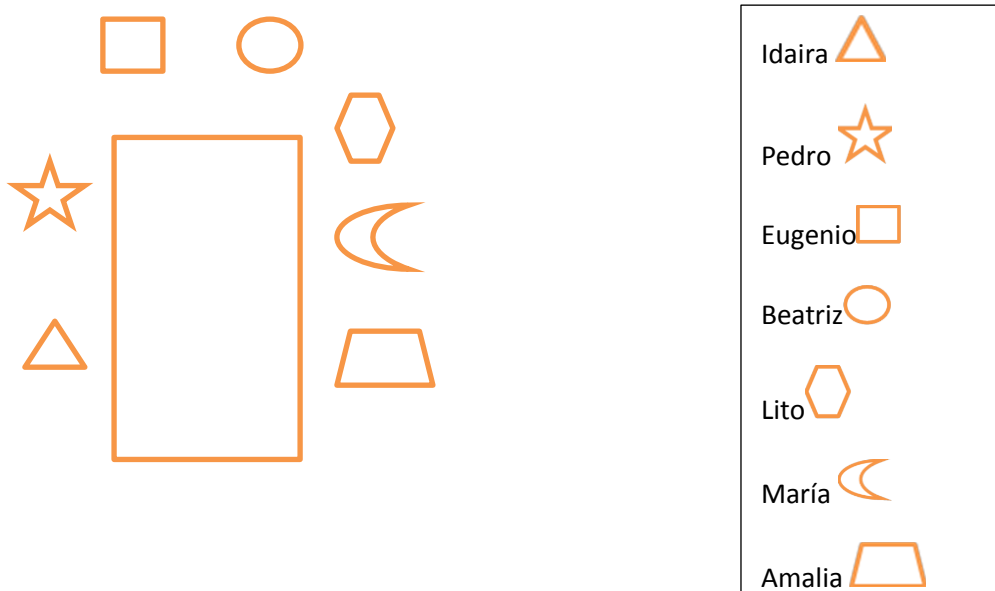 Idaira
Pedro
Eugenio
Beatriz
Lito
María
Amalia